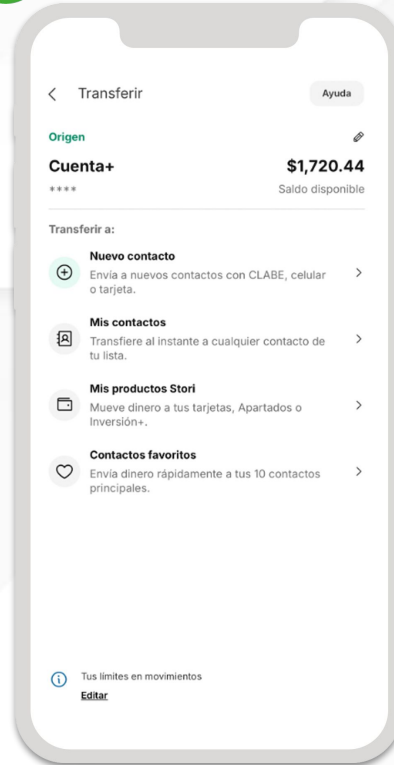 Transferir
Ayuda
Origen
Cuenta+
$1,720.44
****
Saldo disponible
Transferir a:
Nuevo contacto
Envía a nuevos contactos con CLABE, celular
o tarjeta.
Mis contactos
Transfiere al instante a cualquier contacto de
tu lista.
Mis productos Stori
Mueve dinero a tus tarjetas, Apartados o
Inversión+.
Contactos favoritos
Envía dinero rápidamente a tus 10 contactos
principales.
Tus límites en movimientos
Editar